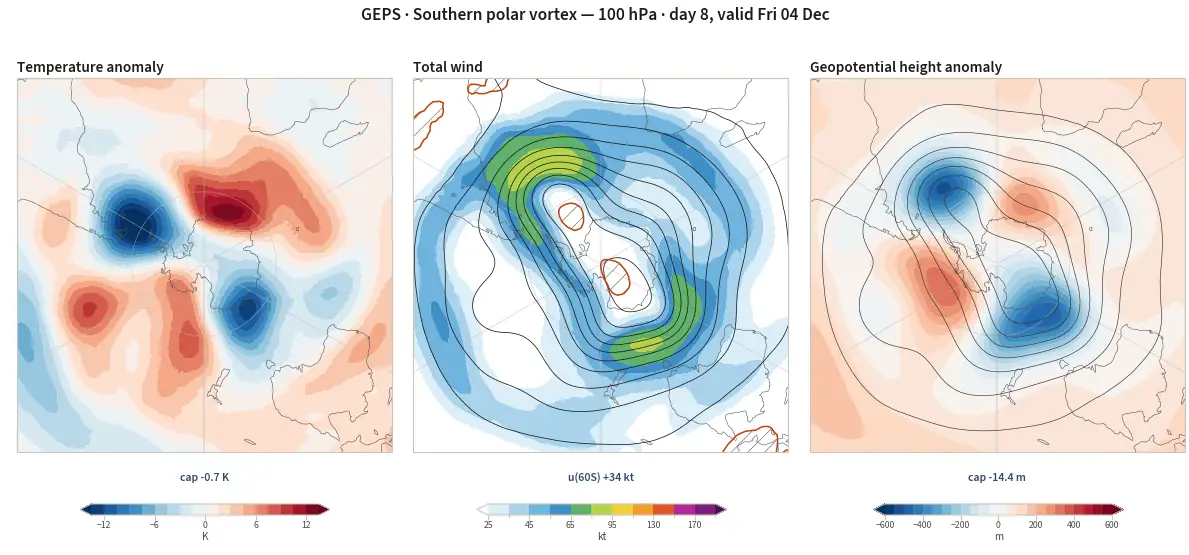 GEPS · Southern polar vortex — 100 hPa · day 8, valid Fri 04 Dec
Temperature anomaly
Total wind
Geopotential height anomaly
cap -0.7 K
u(60S) +34 kt
cap -14.4 m
−12 −6 0 6 12
K
25 45 65 95 130 170
kt
−600 −400 −200 0 200 400 600
m